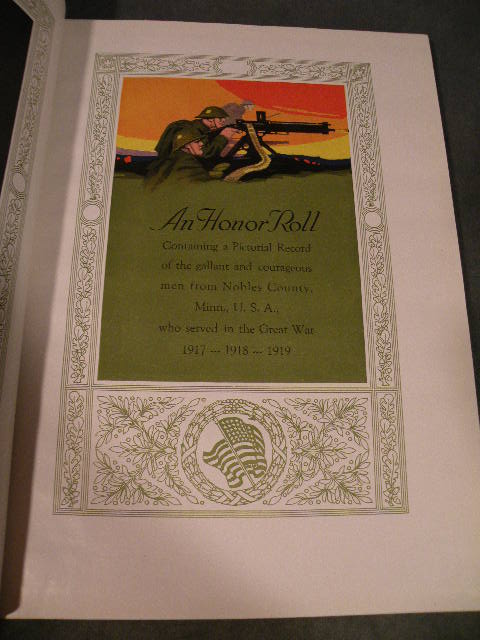 An Honor Roll
Containing a Pictorial Record
of the gallant and courageous
men from Nobles County,
Minn., U. S. A.,
who served in the Great War
1917 --- 1918 --- 1919